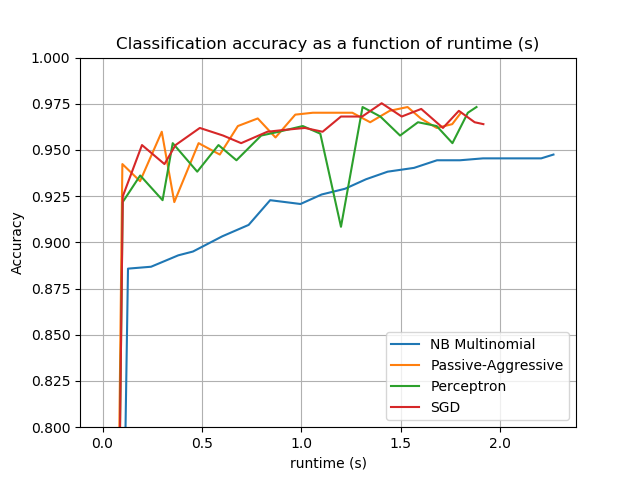 Classification accuracy as a function of runtime (s)
1.000
0.975
0.950
0.925
0.900
0.875
0.850
0.825
0.800
Accuracy
NB Multinomial
Passive-Aggressive
Perceptron
SGD
0.0 0.5 1.0 1.5 2.0
runtime (s)